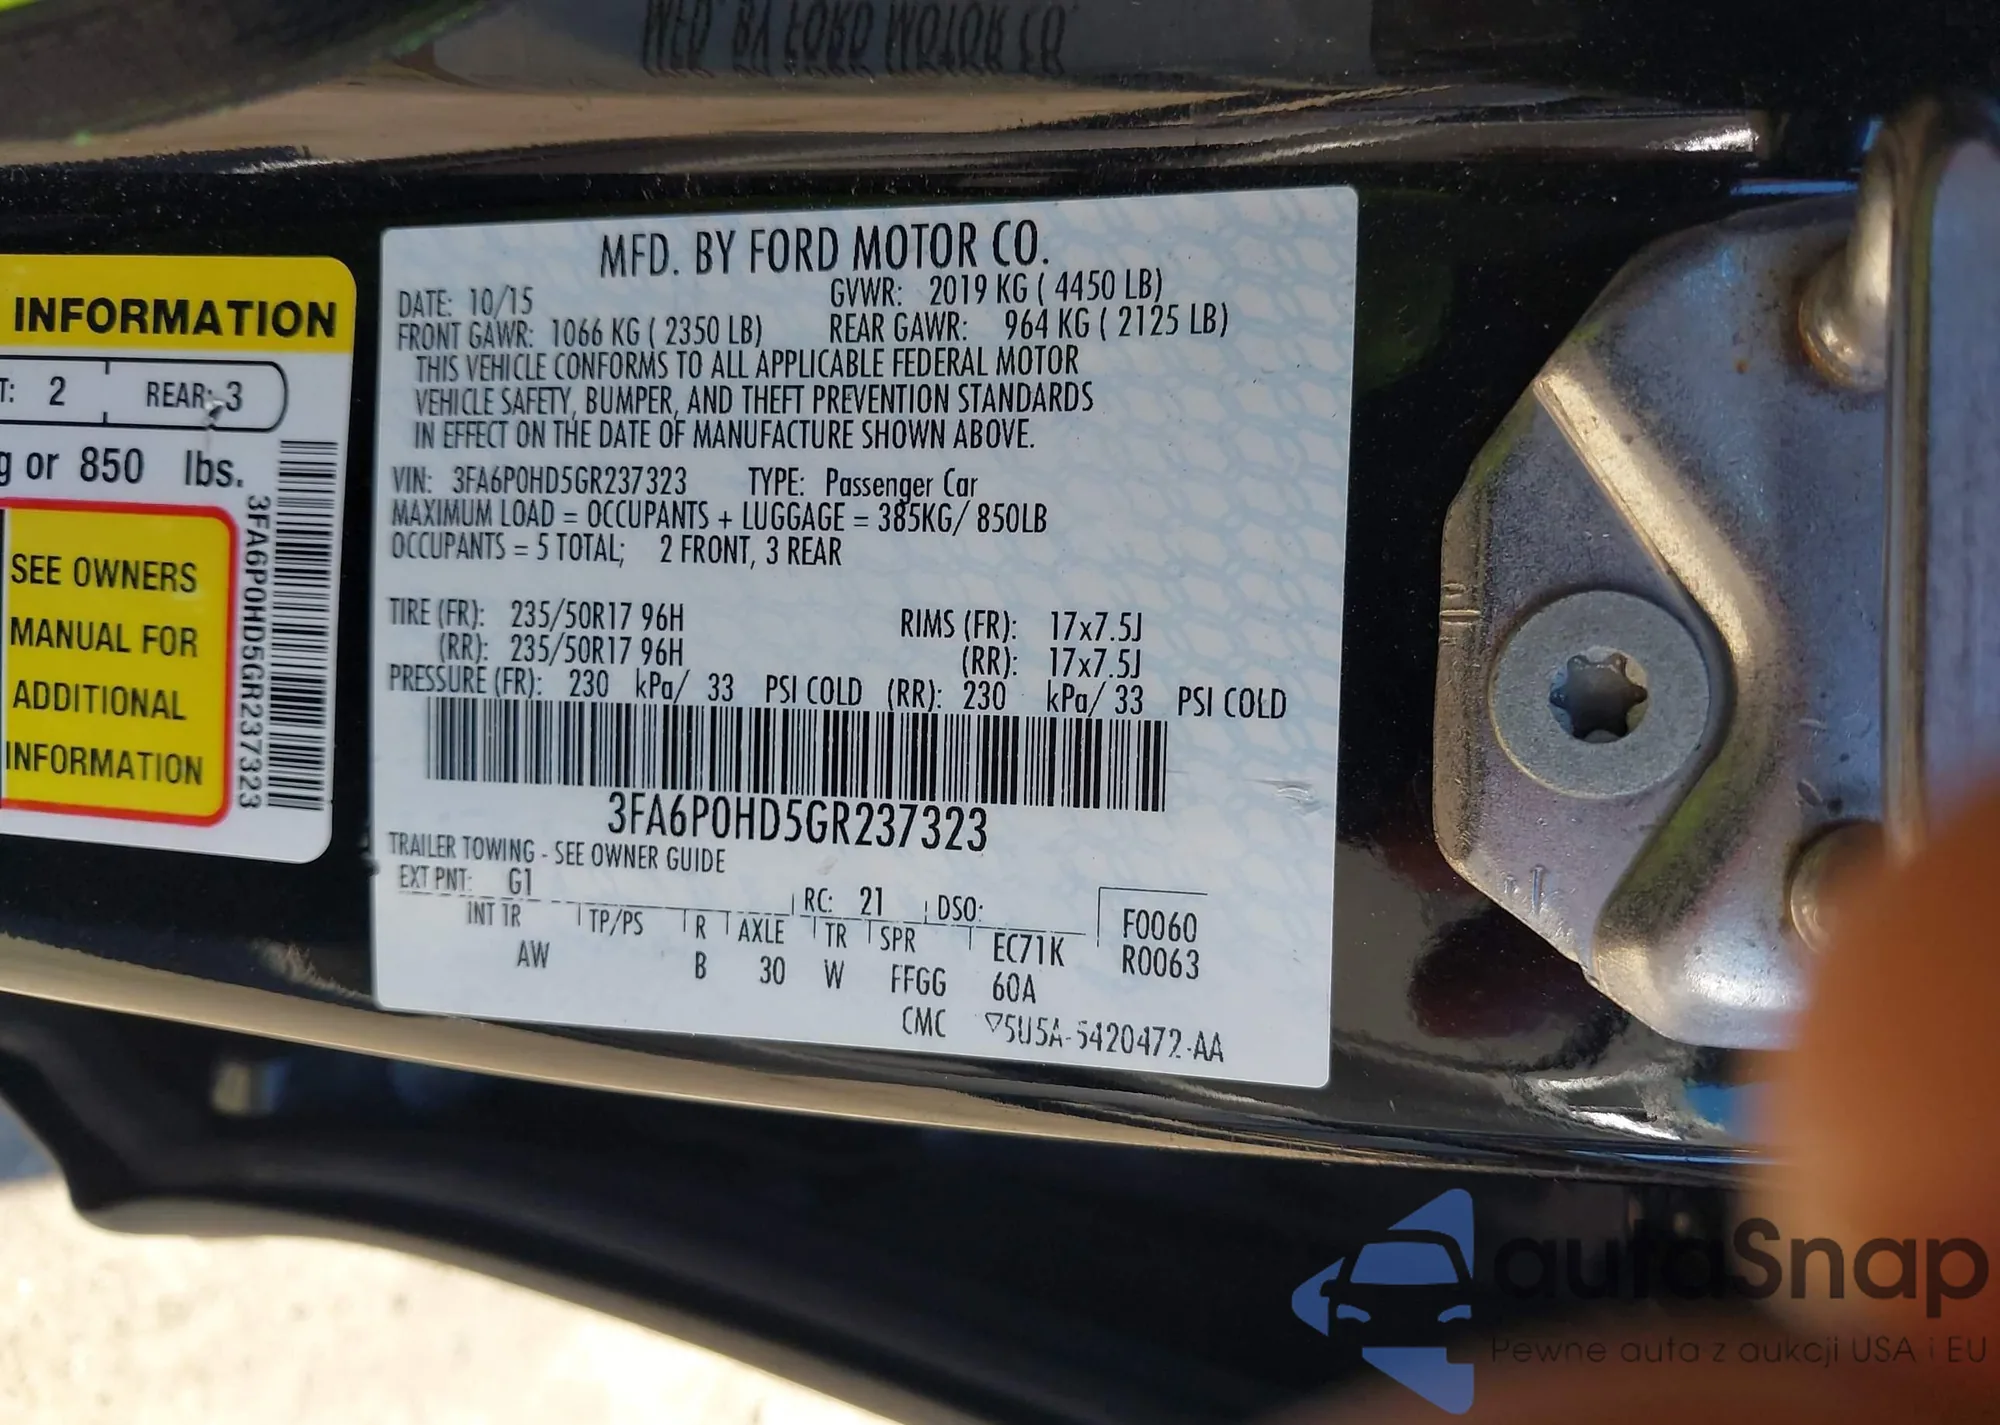 MFD. BY FORD MOTOR CO.
INFORMATION
T: 2 REAR: 3
g or 850 lbs.
SEE OWNERS
MANUAL FOR
ADDITIONAL
INFORMATION
3FA6P0HD5GR237323
MFD. BY FORD MOTOR CO.
DATE: 10/15 GVWR: 2019 KG ( 4450 LB)
FRONT GAWR: 1066 KG ( 2350 LB) REAR GAWR: 964 KG ( 2125 LB)
THIS VEHICLE CONFORMS TO ALL APPLICABLE FEDERAL MOTOR
VEHICLE SAFETY, BUMPER, AND THEFT PREVENTION STANDARDS
IN EFFECT ON THE DATE OF MANUFACTURE SHOWN ABOVE.
VIN: 3FA6P0HD5GR237323 TYPE: Passenger Car
MAXIMUM LOAD = OCCUPANTS + LUGGAGE = 385KG/ 850LB
OCCUPANTS = 5 TOTAL; 2 FRONT, 3 REAR
TIRE (FR): 235/50R17 96H RIMS (FR): 17x7.5J
(RR): 235/50R17 96H (RR): 17x7.5J
PRESSURE (FR): 230 kPa/ 33 PSI COLD (RR): 230 kPa/ 33 PSI COLD
3FA6P0HD5GR237323
TRAILER TOWING - SEE OWNER GUIDE
EXT PNT: G1 RC: 21 DSO: F0060
INT TR TP/PS R AXLE TR SPR EC71K R0063
AW B 30 W FFGG 60A
CMC 5U5A-5420472-AA
autaSnap
Pewne auta z aukcji USA i EU